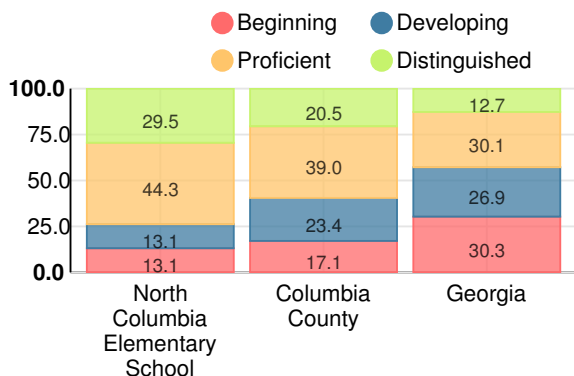 Beginning
Developing
Proficient
Distinguished
100.0
75.0
50.0
25.0
0.0
29.5
44.3
13.1
13.1
20.5
39.0
23.4
17.1
12.7
30.1
26.9
30.3
North
Columbia
Elementary
School
Columbia
County
Georgia